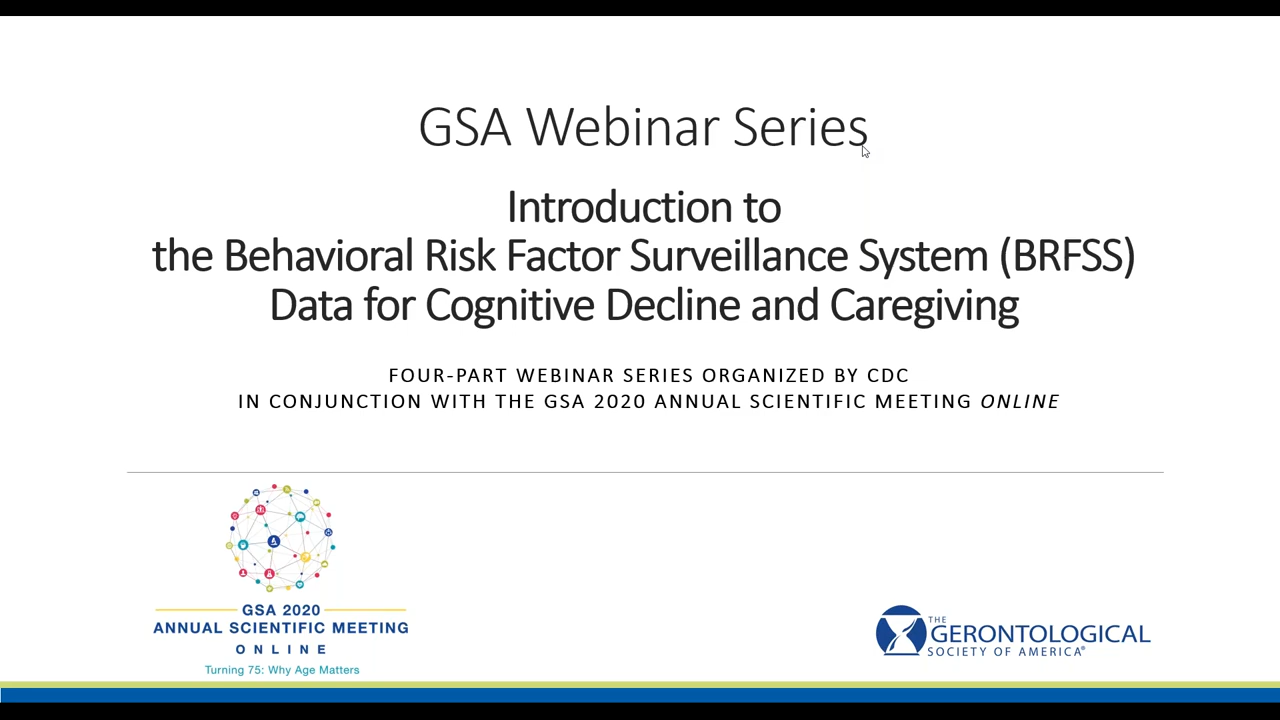 GSA Webinar Series
Introduction to
the Behavioral Risk Factor Surveillance System (BRFSS)
Data for Cognitive Decline and Caregiving
FOUR-PART WEBINAR SERIES ORGANIZED BY CDC
IN CONJUNCTION WITH THE GSA 2020 ANNUAL SCIENTIFIC MEETING ONLINE
GSA 2020
ANNUAL SCIENTIFIC MEETING
ONLINE
Turning 75: Why Age Matters
THE
GERONTOLOGICAL
SOCIETY OF AMERICA®